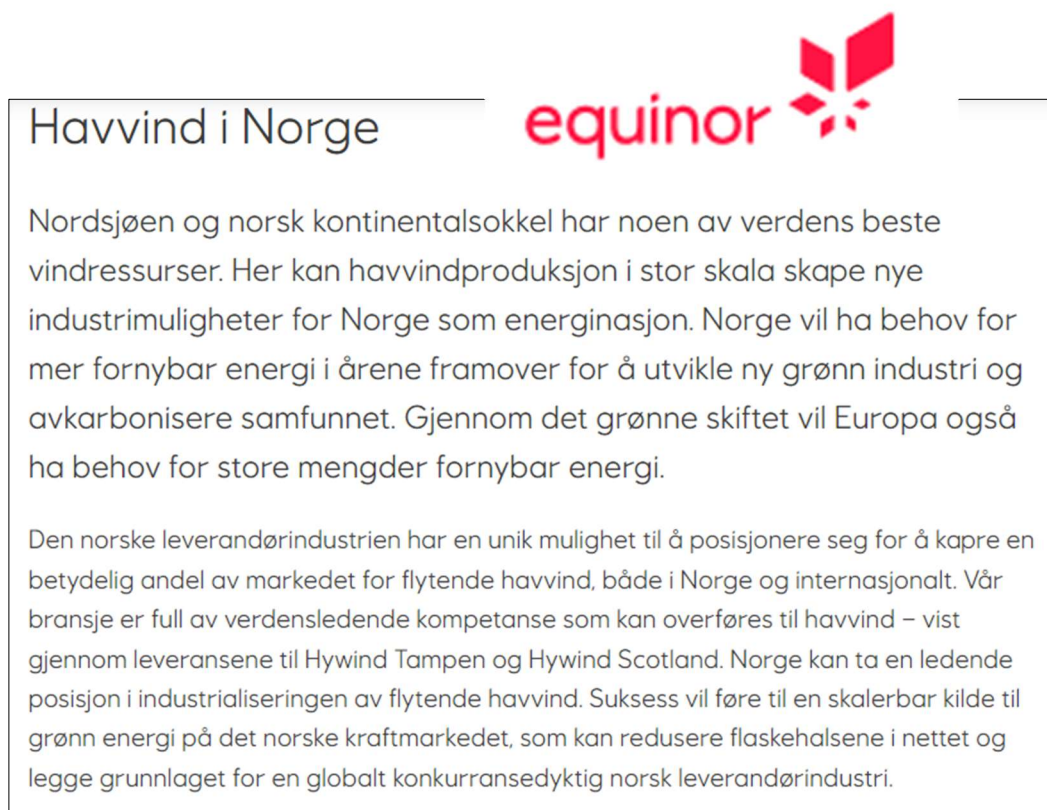 equinor
Havvind i Norge
Nordsjøen og norsk kontinentalsokkel har noen av verdens beste
vindressurser. Her kan havvindproduksjon i stor skala skape nye
industrimuligheter for Norge som energinasjon. Norge vil ha behov for
mer fornybar energi i årene framover for å utvikle ny grønn industri og
avkarbonisere samfunnet. Gjennom det grønne skiftet vil Europa også
ha behov for store mengder fornybar energi.
Den norske leverandørindustrien har en unik mulighet til å posisjonere seg for å kapre en
betydelig andel av markedet for flytende havvind, både i Norge og internasjonalt. Vår
bransje er full av verdensledende kompetanse som kan overføres til havvind – vist
gjennom leveransene til Hywind Tampen og Hywind Scotland. Norge kan ta en ledende
posisjon i industrialiseringen av flytende havvind. Suksess vil føre til en skalerbar kilde til
grønn energi på det norske kraftmarkedet, som kan redusere flaskehalsene i nettet og
legge grunnlaget for en globalt konkurransedyktig norsk leverandørindustri.